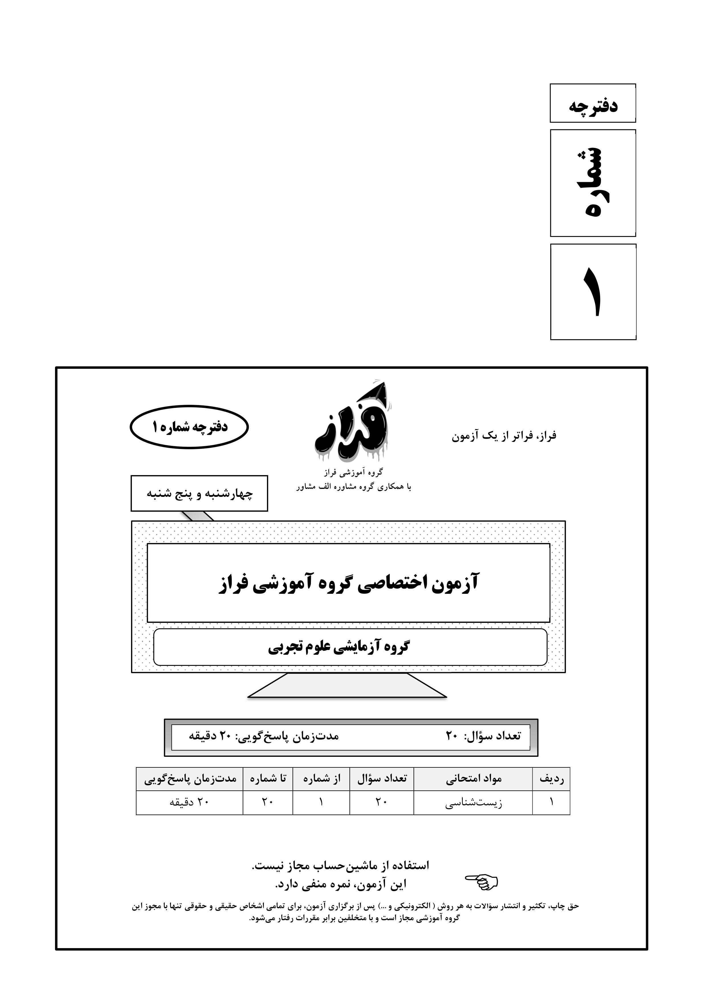 دفترچه
شماره
۱
فراز، فراتر از یک آزمون
فراز
دفترچه شماره ۱
گروه آموزشی فراز
با همکاری گروه مشاوره الف مشاور
چهارشنبه و پنج شنبه
آزمون اختصاصی گروه آموزشی فراز
گروه آزمایشی علوم تجربی
تعداد سؤال: ۲۰ مدت‌زمان پاسخ‌گویی: ۲۰ دقیقه
ردیف مواد امتحانی تعداد سؤال از شماره تا شماره مدت‌زمان پاسخ‌گویی
۱ زیست‌شناسی ۲۰ ۱ ۲۰ ۲۰ دقیقه
استفاده از ماشین‌حساب مجاز نیست.
این آزمون، نمره منفی دارد.
حق چاپ، تکثیر و انتشار سؤالات به هر روش ( الکترونیکی و ...) پس از برگزاری آزمون، برای تمامی اشخاص حقیقی و حقوقی تنها با مجوز این
گروه آموزشی مجاز است و با متخلفین برابر مقررات رفتار می‌شود.